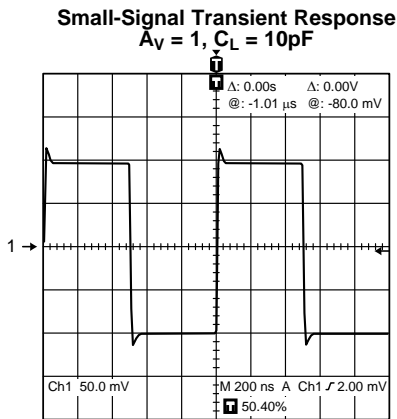 Small-Signal Transient Response
AV = 1, CL = 10pF
T
T
Δ: 0.00s Δ: 0.00V
@: -1.01 μs @: -80.0 mV
1
Ch1 50.0 mV M 200 ns A Ch1 ƒ 2.00 mV
T 50.40%